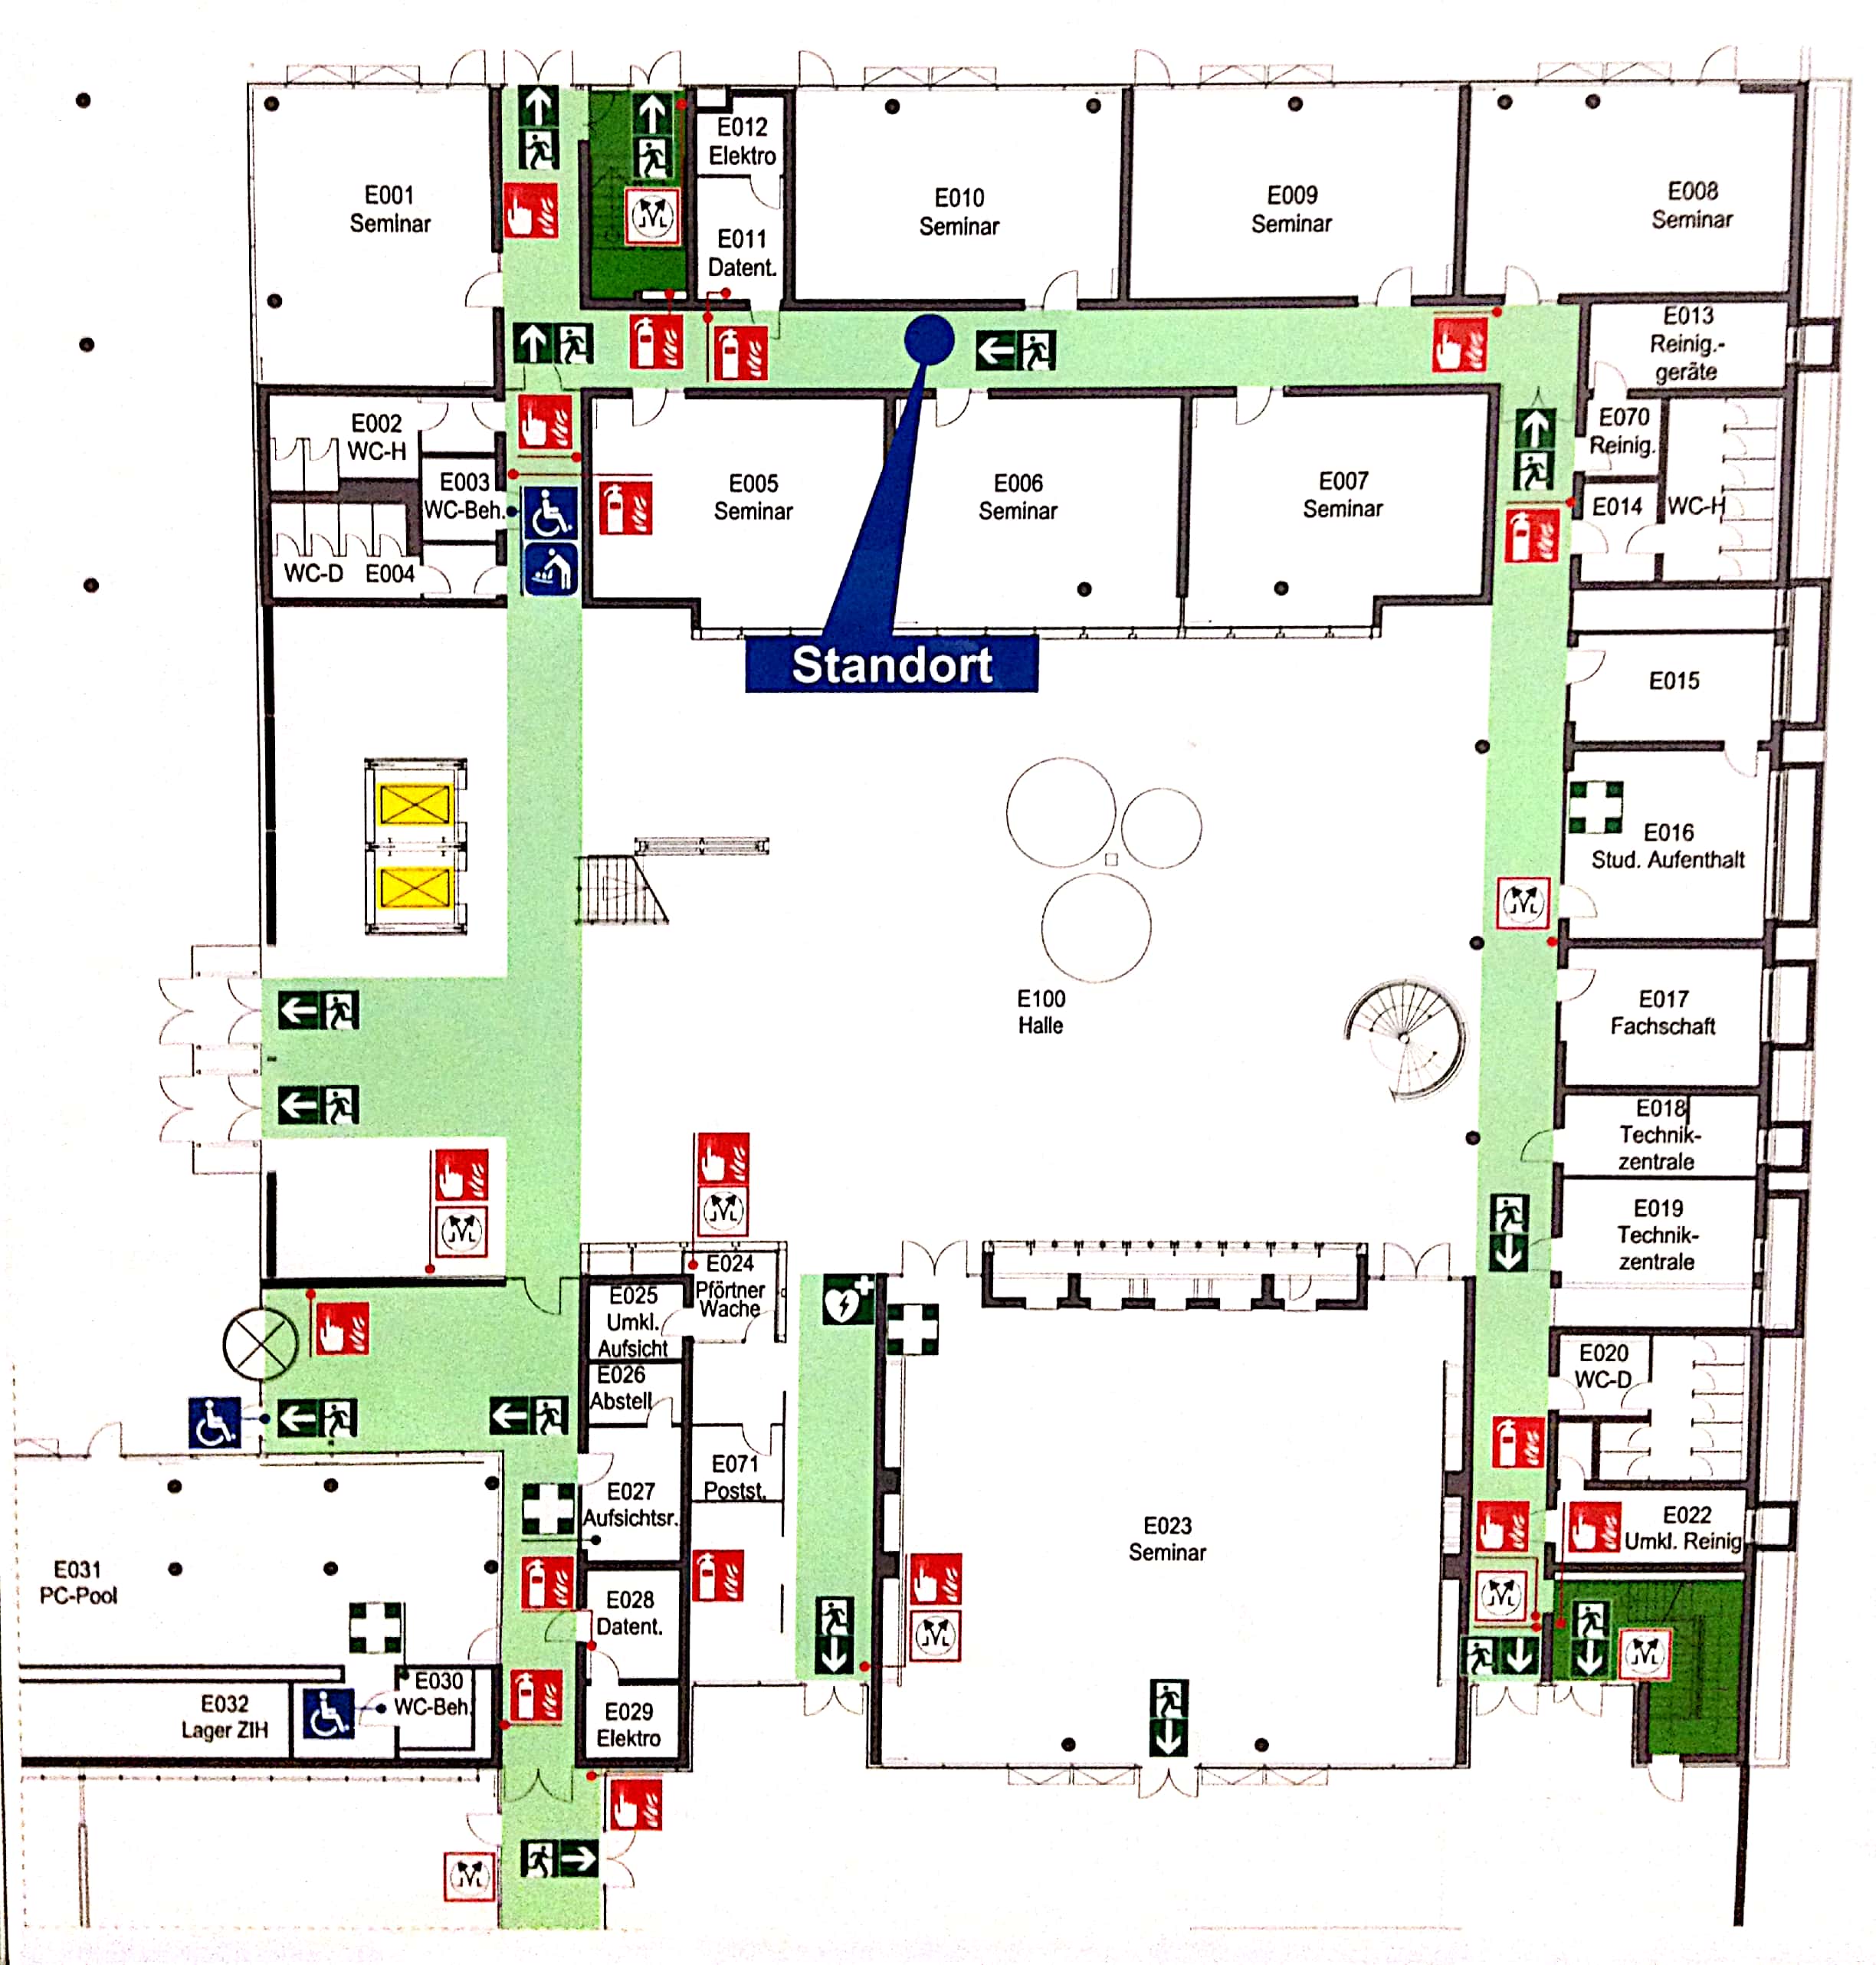 E001
Seminar
E012
Elektro
E011
Datent.
E010
Seminar
E009
Seminar
E008
Seminar
E013
Reinig.-
geräte
E002
WC-H
E003
WC-Beh.
WC-D E004
E005
Seminar
E006
Seminar
E007
Seminar
E070
Reinig.
E014
WC-H
Standort
E015
E016
Stud. Aufenthalt
E100
Halle
E017
Fachschaft
E018
Technik-
zentrale
E019
Technik-
zentrale
E024
Pförtner
Wache
E025
Umkl.
Aufsicht
E026
Abstell
E020
WC-D
E027
Aufsichtsr.
E071
Postst.
E023
Seminar
E022
Umkl. Reinig
E031
PC-Pool
E028
Datent.
E030
WC-Beh.
E032
Lager ZIH
E029
Elektro